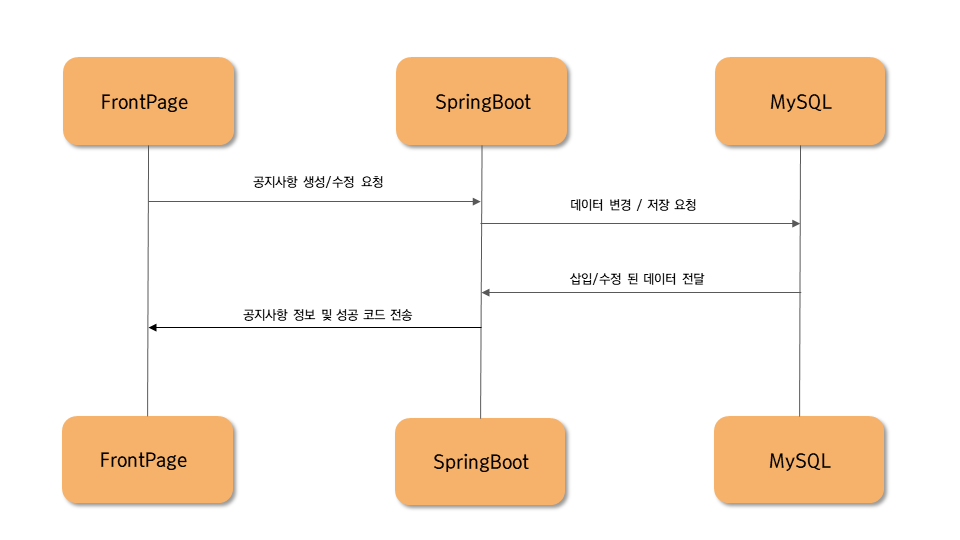 FrontPage
SpringBoot
MySQL
공지사항 생성/수정 요청
데이터 변경 / 저장 요청
삽입/수정 된 데이터 전달
공지사항 정보 및 성공 코드 전송
FrontPage
SpringBoot
MySQL